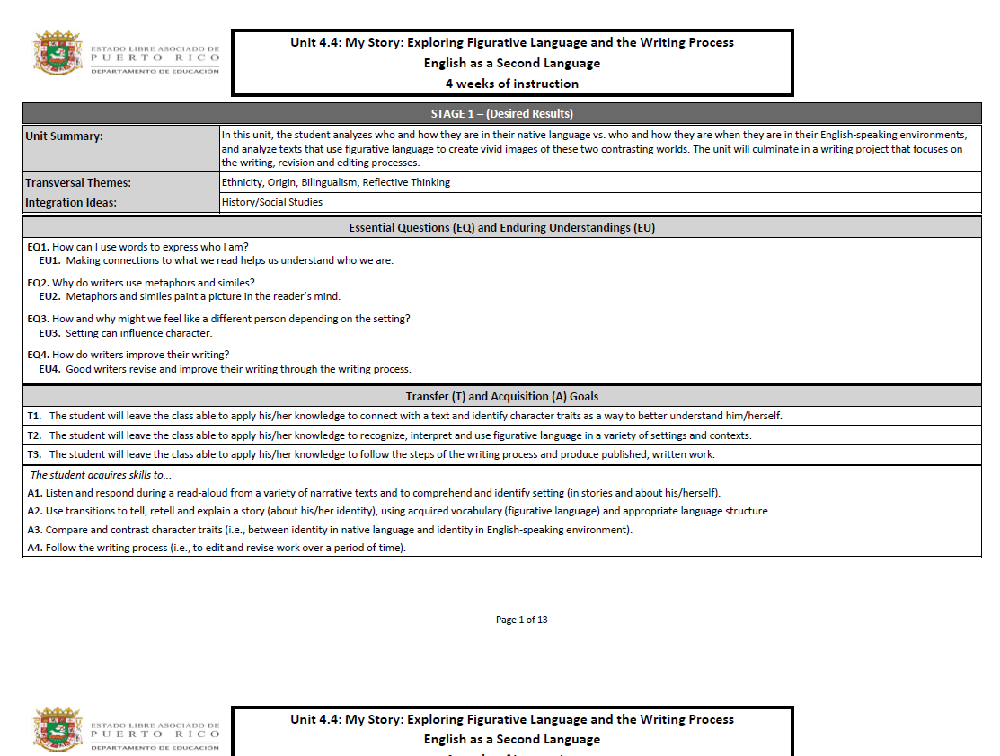 ESTADO LIBRE ASOCIADO DE
PUERTO RICO
DEPARTAMENTO DE EDUCACIÓN
Unit 4.4: My Story: Exploring Figurative Language and the Writing Process
English as a Second Language
4 weeks of instruction
STAGE 1 – (Desired Results)
Unit Summary:
In this unit, the student analyzes who and how they are in their native language vs. who and how they are when they are in their English-speaking environments,
and analyze texts that use figurative language to create vivid images of these two contrasting worlds. The unit will culminate in a writing project that focuses on
the writing, revision and editing processes.
Transversal Themes:
Ethnicity, Origin, Bilingualism, Reflective Thinking
Integration Ideas:
History/Social Studies
Essential Questions (EQ) and Enduring Understandings (EU)
EQ1. How can I use words to express who I am?
EU1. Making connections to what we read helps us understand who we are.
EQ2. Why do writers use metaphors and similes?
EU2. Metaphors and similes paint a picture in the reader's mind.
EQ3. How and why might we feel like a different person depending on the setting?
EU3. Setting can influence character.
EQ4. How do writers improve their writing?
EU4. Good writers revise and improve their writing through the writing process.
Transfer (T) and Acquisition (A) Goals
T1. The student will leave the class able to apply his/her knowledge to connect with a text and identify character traits as a way to better understand him/herself.
T2. The student will leave the class able to apply his/her knowledge to recognize, interpret and use figurative language in a variety of settings and contexts.
T3. The student will leave the class able to apply his/her knowledge to follow the steps of the writing process and produce published, written work.
The student acquires skills to...
A1. Listen and respond during a read-aloud from a variety of narrative texts and to comprehend and identify setting (in stories and about his/herself).
A2. Use transitions to tell, retell and explain a story (about his/her identity), using acquired vocabulary (figurative language) and appropriate language structure.
A3. Compare and contrast character traits (i.e., between identity in native language and identity in English-speaking environment).
A4. Follow the writing process (i.e., to edit and revise work over a period of time).
Page 1 of 13
ESTADO LIBRE ASOCIADO DE
PUERTO RICO
DEPARTAMENTO DE EDUCACIÓN
Unit 4.4: My Story: Exploring Figurative Language and the Writing Process
English as a Second Language